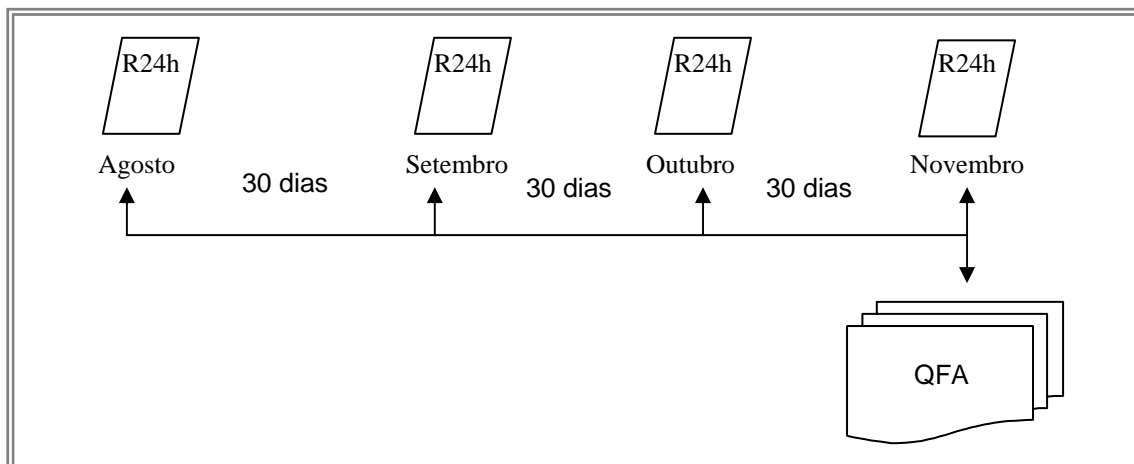 R24h R24h R24h R24h
Agosto Setembro Outubro Novembro
30 dias 30 dias 30 dias
QFA